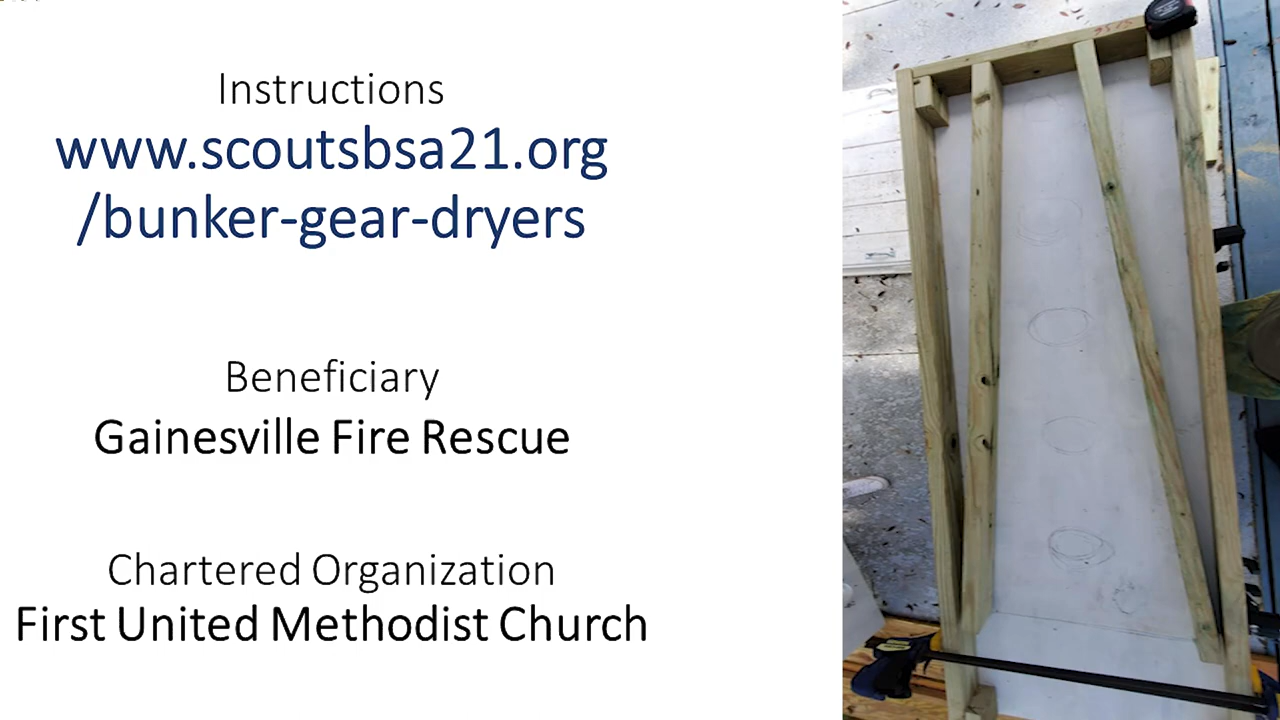 Instructions
www.scoutsbsa21.org
/bunker-gear-dryers
Beneficiary
Gainesville Fire Rescue
Chartered Organization
First United Methodist Church